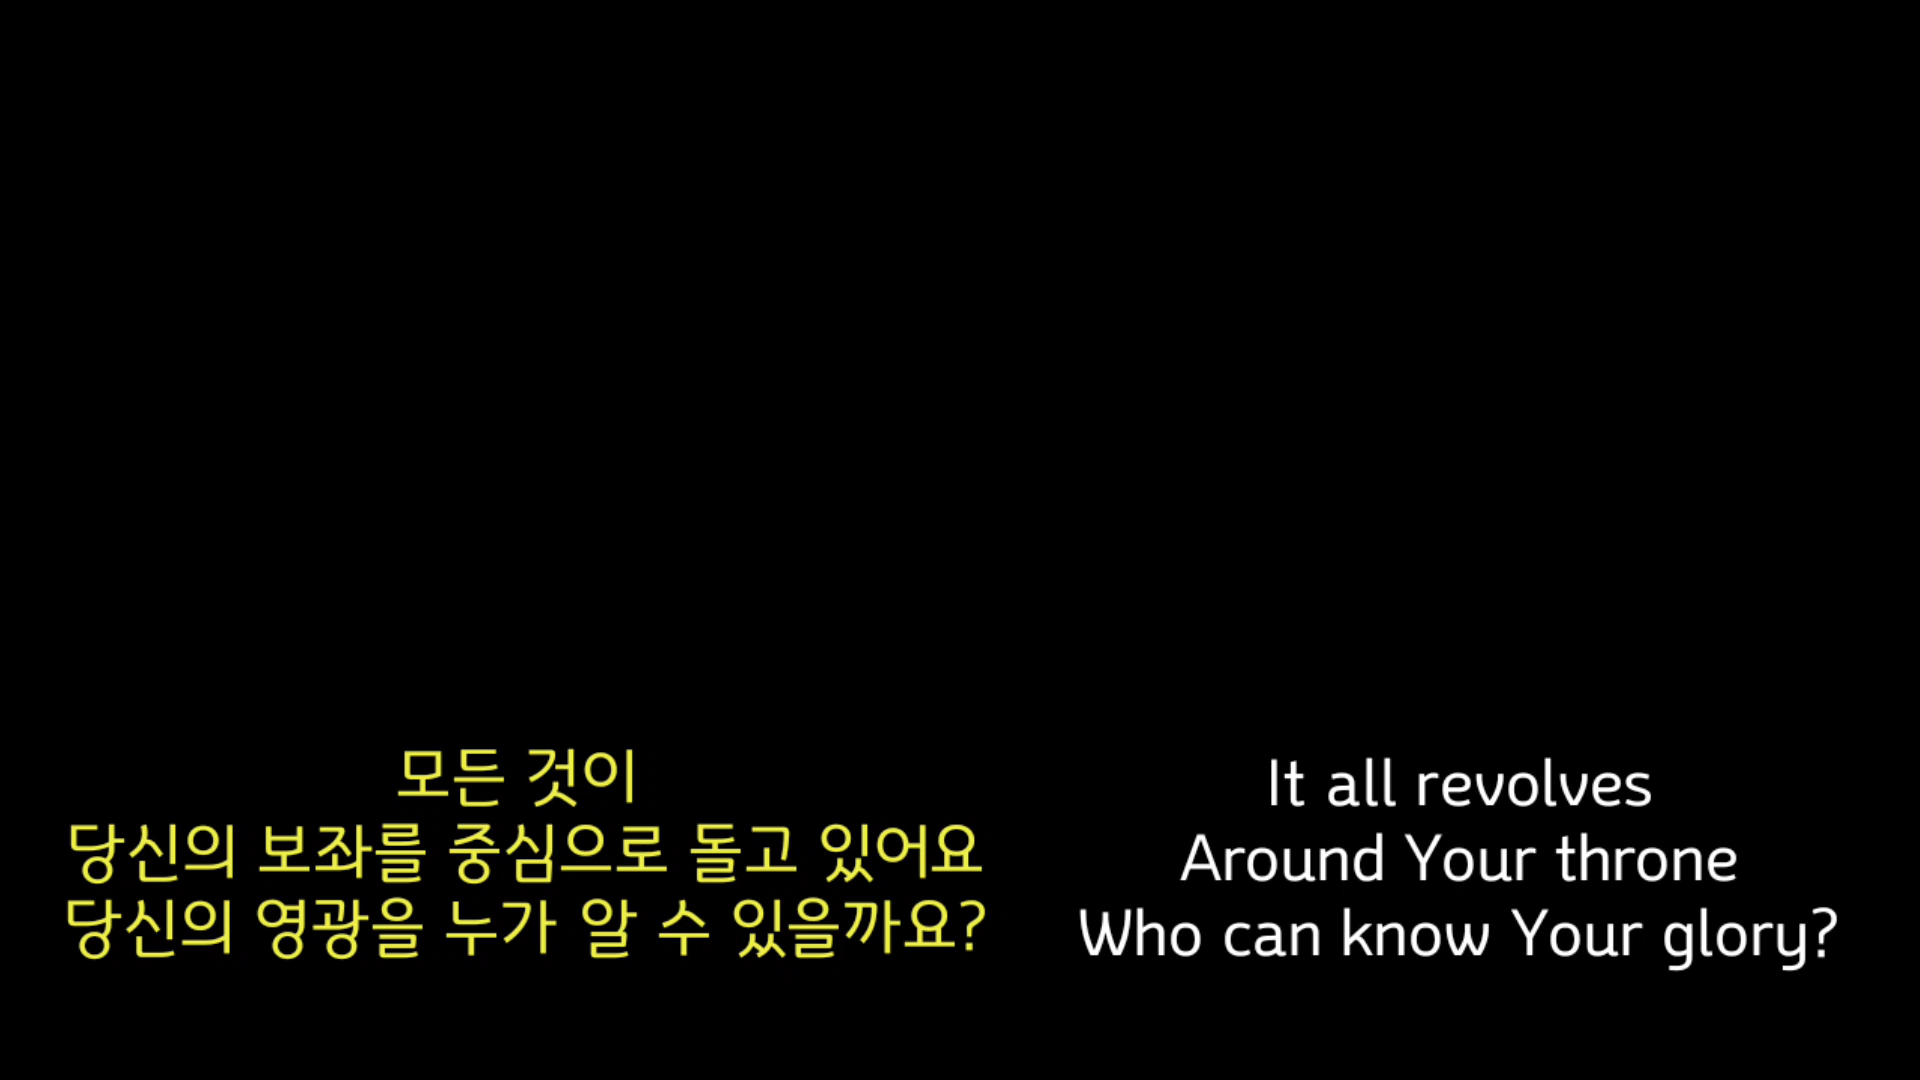 모든 것이
당신의 보좌를 중심으로 돌고 있어요
당신의 영광을 누가 알 수 있을까요?
It all revolves
Around Your throne
Who can know Your glory?